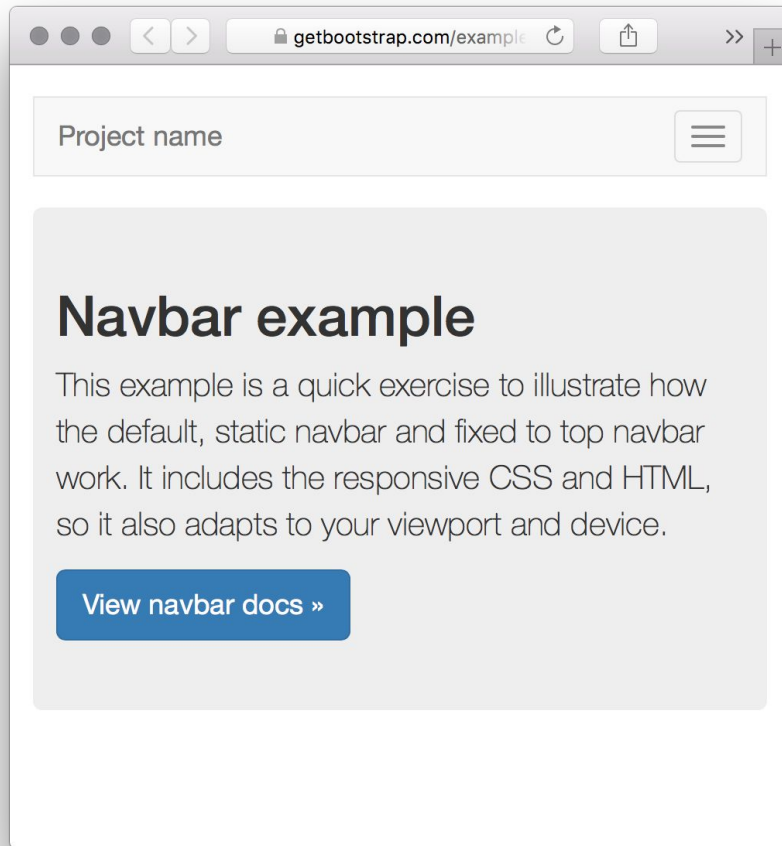 getbootstrap.com/example
Project name
Navbar example
This example is a quick exercise to illustrate how
the default, static navbar and fixed to top navbar
work. It includes the responsive CSS and HTML,
so it also adapts to your viewport and device.
View navbar docs »